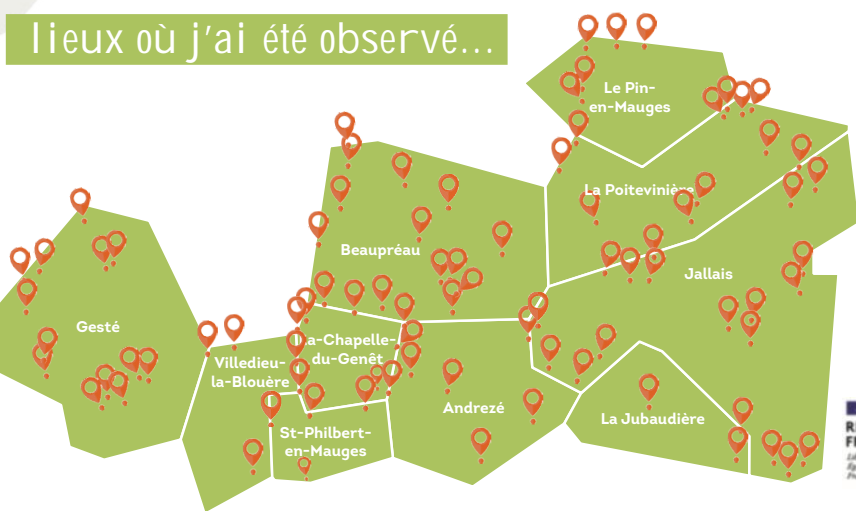 lieux où j'ai été observé...
Le Pin-
en-Mauges
La Poitevinière
Beaupréau
Jallais
Gesté
La-Chapelle-
du-Genêt
Villedieu-
la-Blouère
Andrezé
La Jubaudière
St-Philbert-
en-Mauges